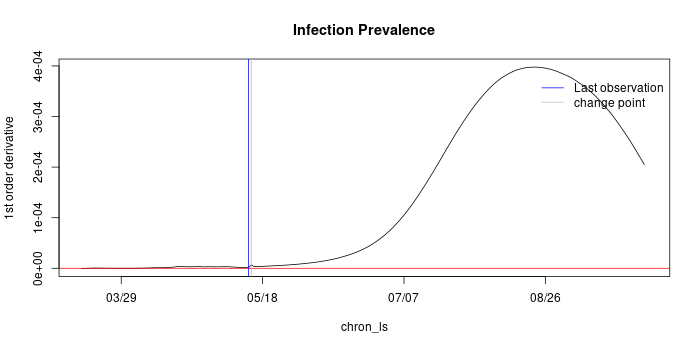 Infection Prevalence
1st order derivative
4e-04
3e-04
2e-04
1e-04
0e+00
Last observation
change point
03/29
05/18
07/07
08/26
chron_ls